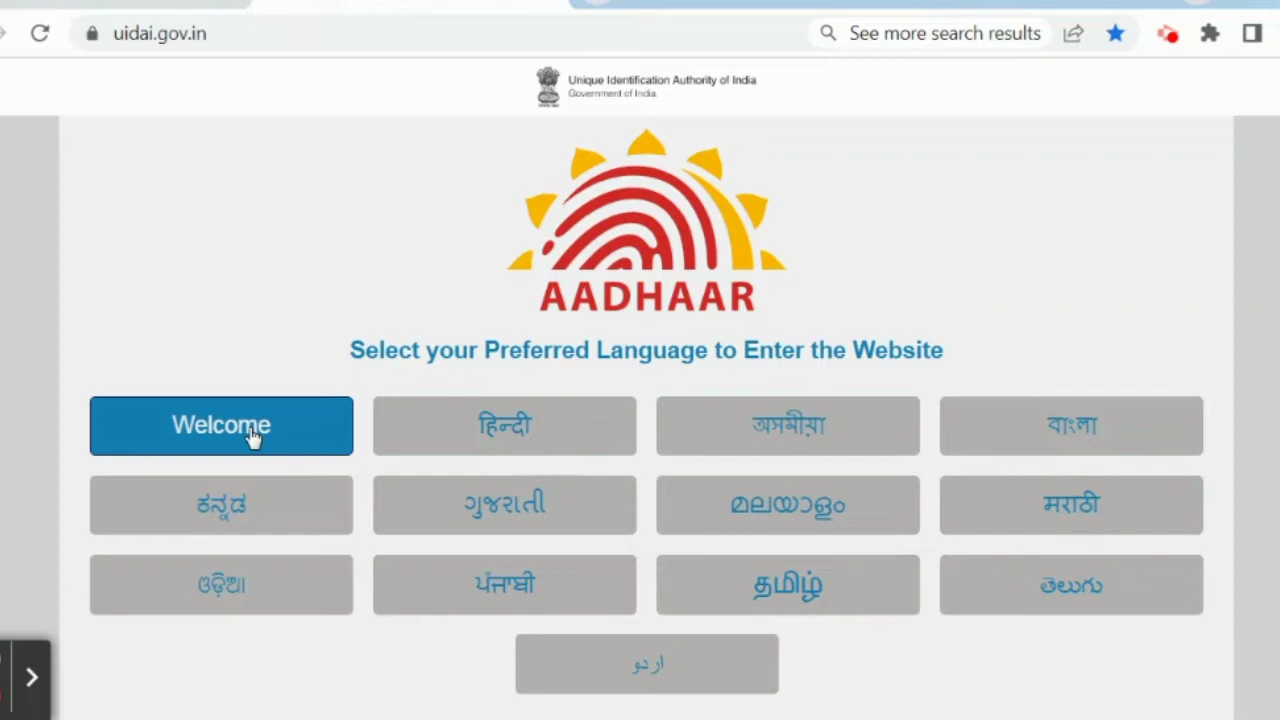 uidai.gov.in
See more search results
Unique Identification Authority of India
Government of India
AADHAAR
Select your Preferred Language to Enter the Website
Welcome
हिन्दी
অসমীয়া
বাংলা
ಕನ್ನಡ
ગુજરાતી
മലയാളം
मराठी
ଓଡ଼ିଆ
ਪੰਜਾਬੀ
தமிழ்
తెలుగు
اردو